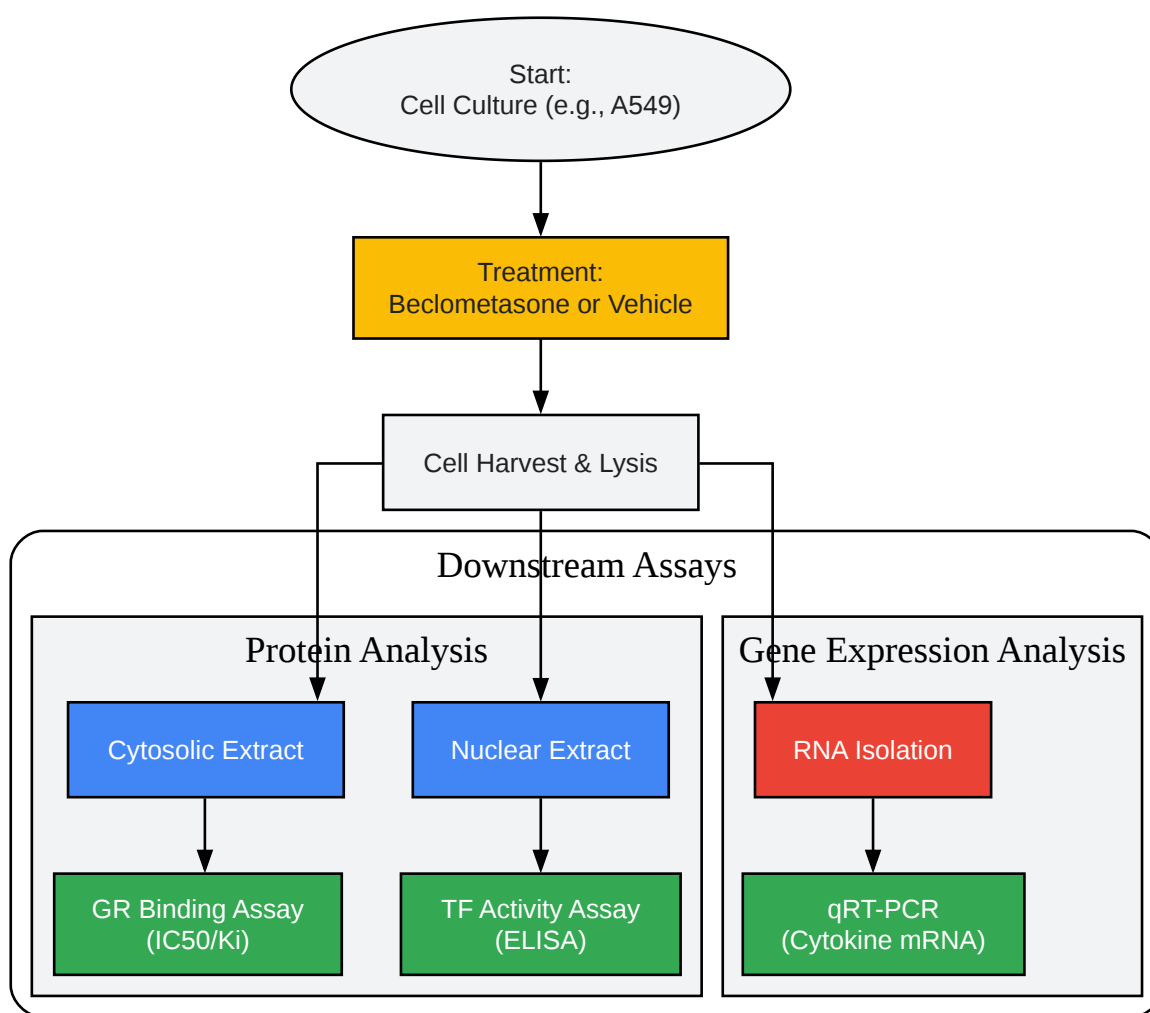 Start:
Cell Culture (e.g., A549)
Treatment:
Beclometasone or Vehicle
Cell Harvest & Lysis
Downstream Assays
Protein Analysis
Gene Expression Analysis
Cytosolic Extract
Nuclear Extract
RNA Isolation
GR Binding Assay
(IC50/Ki)
TF Activity Assay
(ELISA)
qRT-PCR
(Cytokine mRNA)